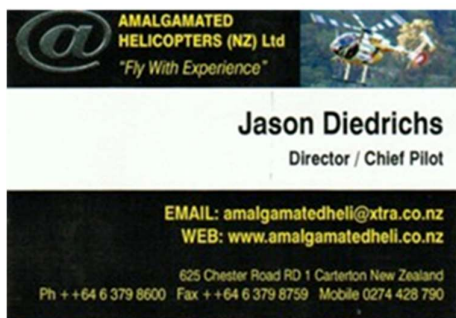 @ AMALGAMATED
HELICOPTERS (NZ) Ltd
"Fly With Experience"
Jason Diedrichs
Director / Chief Pilot
EMAIL: amalgamatedheli@xtra.co.nz
WEB: www.amalgamatedheli.co.nz
625 Chester Road RD 1 Carterton New Zealand
Ph ++64 6 379 8600 Fax ++64 6 379 8759 Mobile 0274 428 790